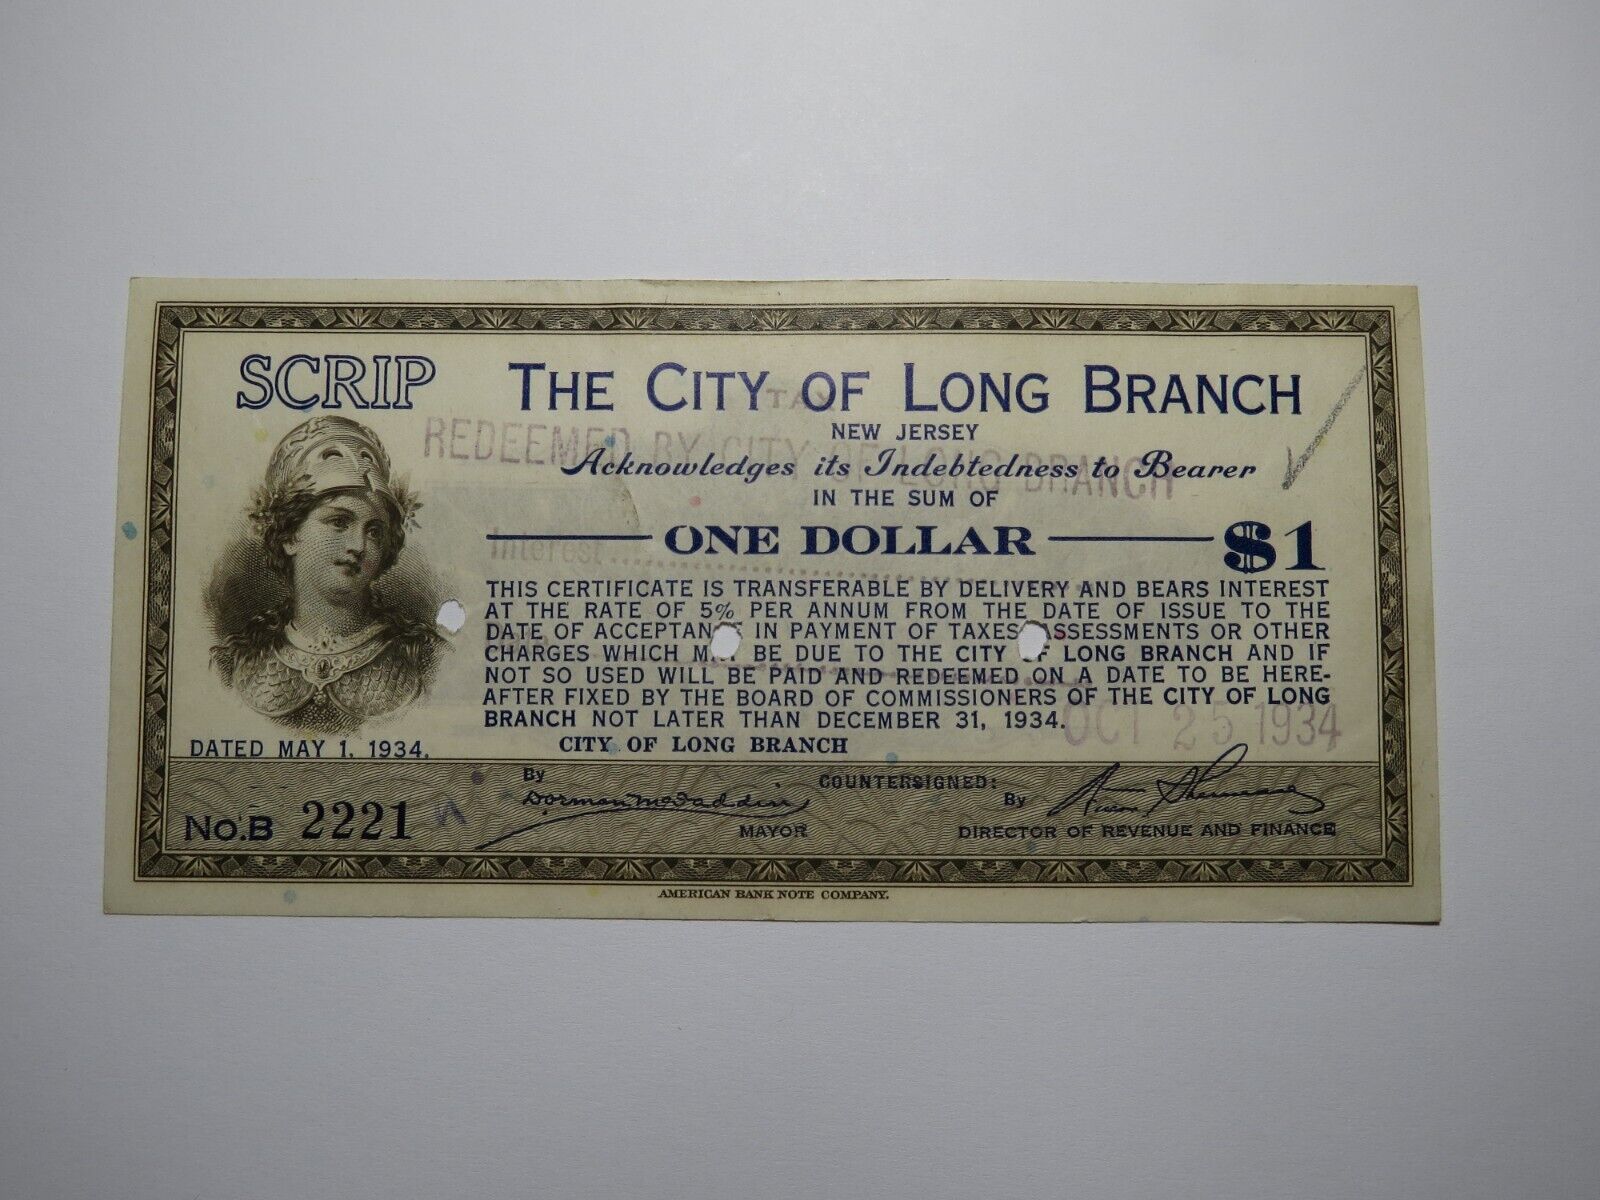 SCRIP
THE CITY OF LONG BRANCH
TAX
NEW JERSEY
REDEEMED BY CITY OF LONG BRANCH
Acknowledges its Indebtedness to Bearer
IN THE SUM OF
ONE DOLLAR $1
Interest
THIS CERTIFICATE IS TRANSFERABLE BY DELIVERY AND BEARS INTEREST
AT THE RATE OF 5% PER ANNUM FROM THE DATE OF ISSUE TO THE
DATE OF ACCEPTAN IN PAYMENT OF TAXES ASSESSMENTS OR OTHER
CHARGES WHICH MAY BE DUE TO THE CITY OF LONG BRANCH AND IF
NOT SO USED WILL BE PAID AND REDEEMED ON A DATE TO BE HERE-
AFTER FIXED BY THE BOARD OF COMMISSIONERS OF THE CITY OF LONG
BRANCH NOT LATER THAN DECEMBER 31, 1934.
OCT 25 1934
DATED MAY 1, 1934.
CITY OF LONG BRANCH
By Dorman McFaddin
MAYOR
COUNTERSIGNED:
By
DIRECTOR OF REVENUE AND FINANCE
No. B 2221
AMERICAN BANK NOTE COMPANY.